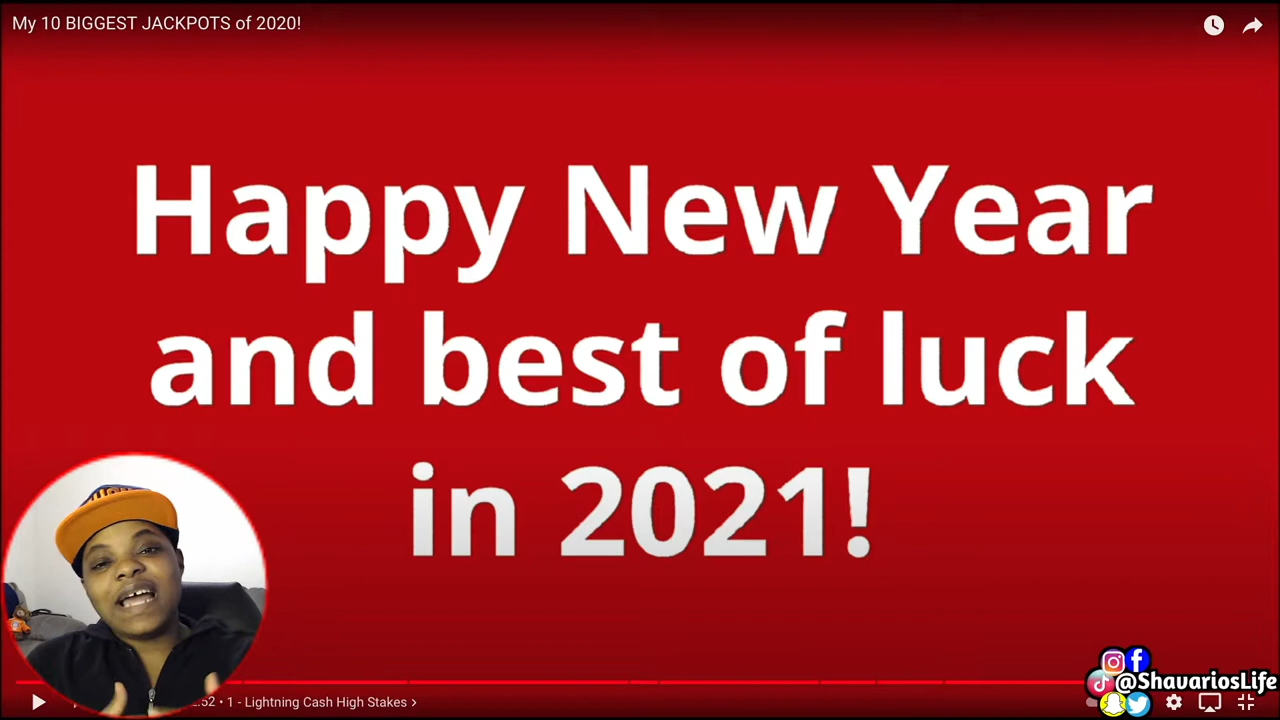 My 10 BIGGEST JACKPOTS of 2020!
Happy New Year
and best of luck
in 2021!
:52 • 1 - Lightning Cash High Stakes
@ShavariosLife